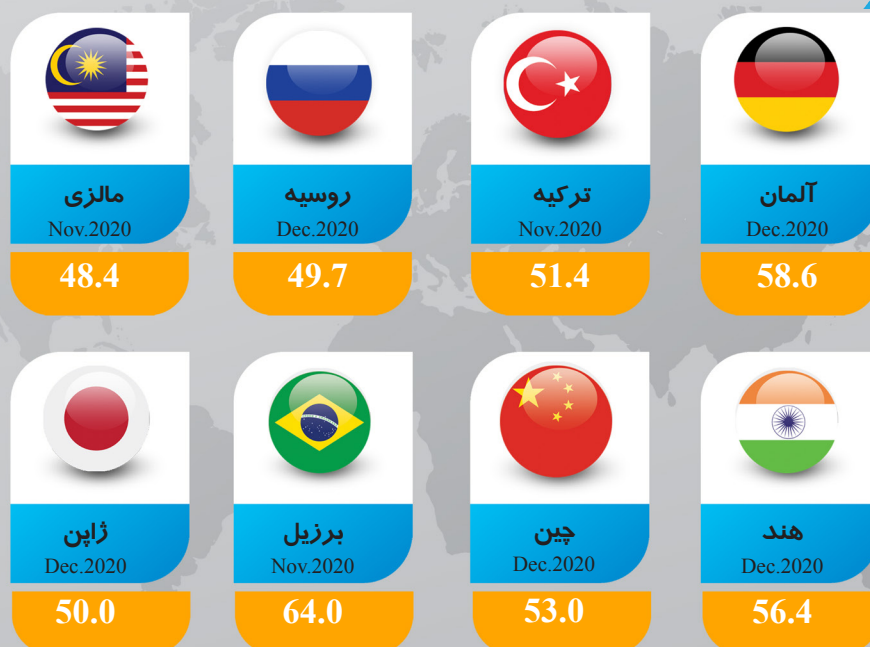 آلمان
Dec.2020
58.6
ترکیه
Nov.2020
51.4
روسیه
Dec.2020
49.7
مالزی
Nov.2020
48.4
هند
Dec.2020
56.4
چین
Dec.2020
53.0
برزیل
Nov.2020
64.0
ژاپن
Dec.2020
50.0